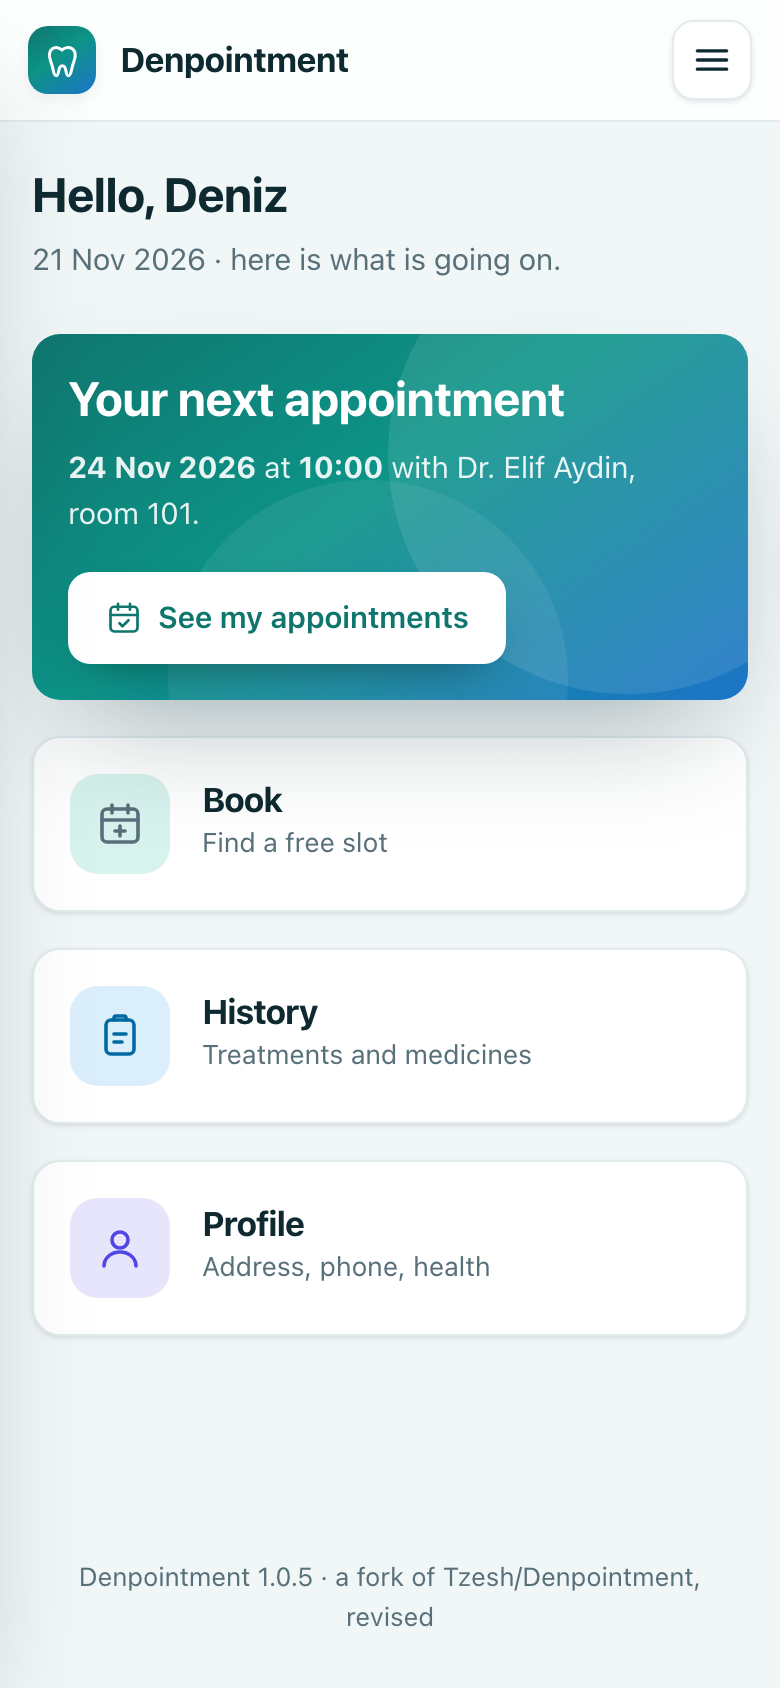 Denpointment
Hello, Deniz
21 Nov 2026 · here is what is going on.
Your next appointment
24 Nov 2026 at 10:00 with Dr. Elif Aydin,
room 101.
See my appointments
Book
Find a free slot
History
Treatments and medicines
Profile
Address, phone, health
Denpointment 1.0.5 · a fork of Tzesh/Denpointment,
revised